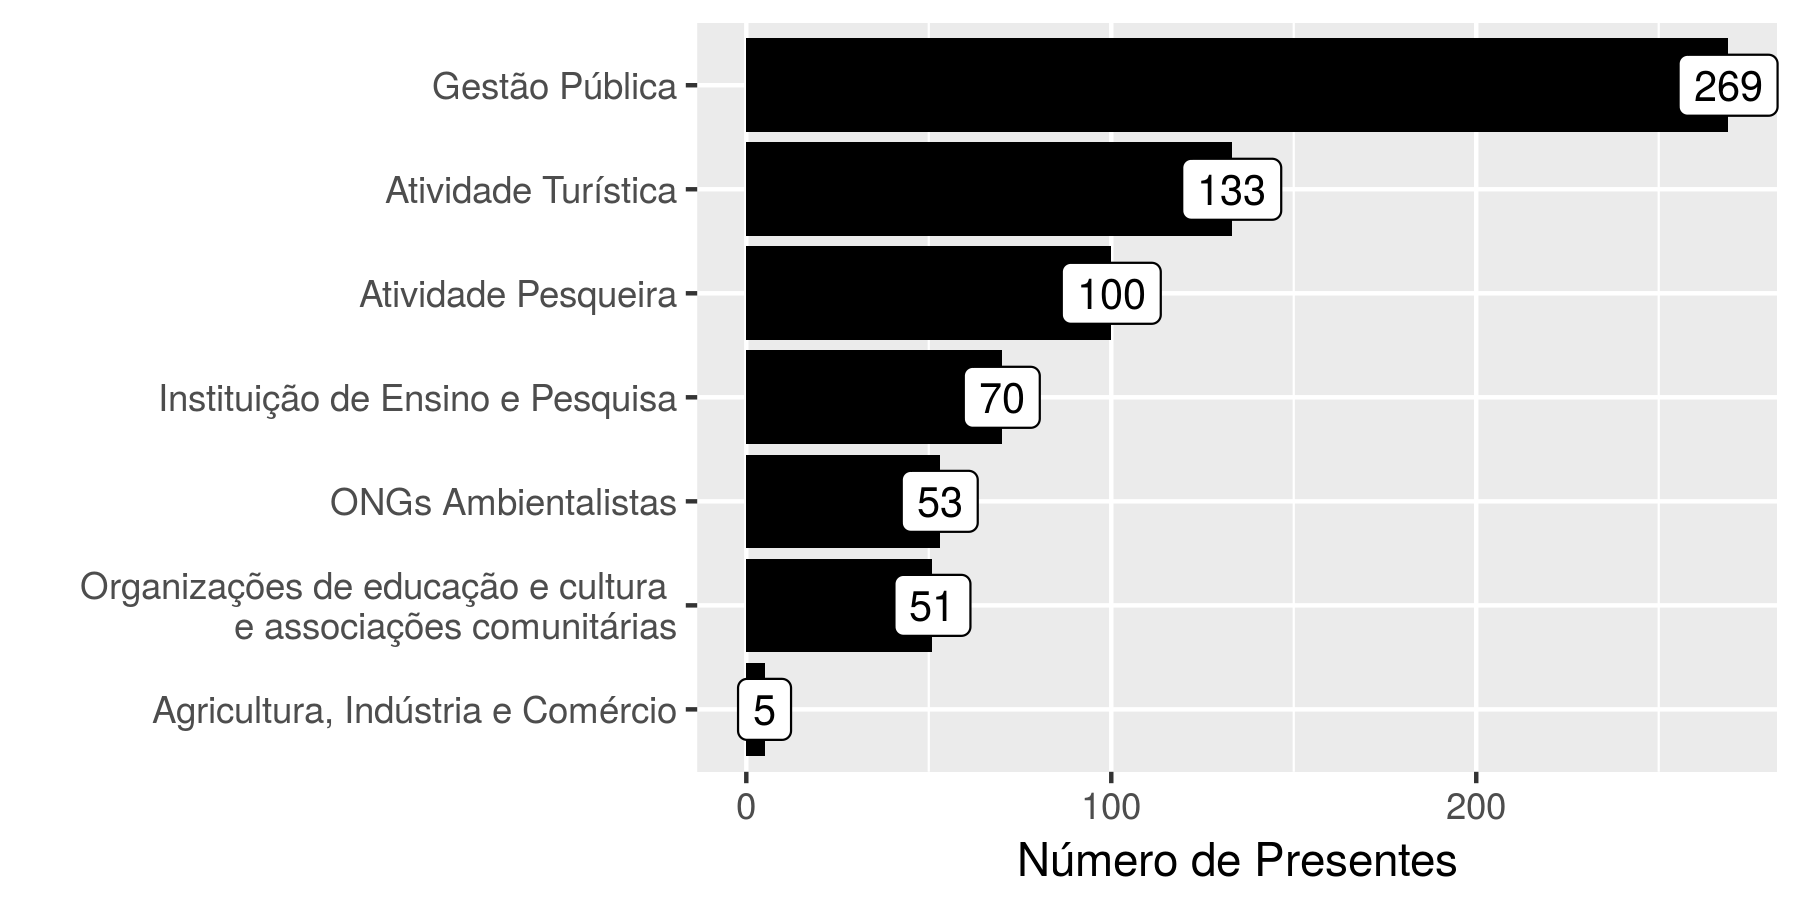 Gestão Pública
269
Atividade Turística
133
Atividade Pesqueira
100
Instituição de Ensino e Pesquisa
70
ONGs Ambientalistas
53
Organizações de educação e cultura
e associações comunitárias
51
Agricultura, Indústria e Comércio
5
0 100 200
Número de Presentes